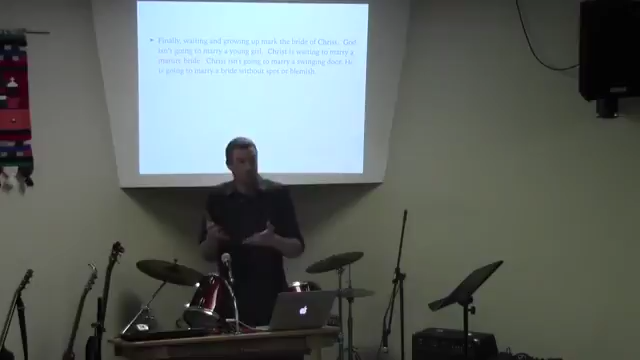 • Finally, waiting and growing up mark the bride of Christ. God
isn't going to marry a young girl. Christ is waiting to marry a
mature bride. Christ isn't going to marry a swinging door. He
is going to marry a bride without spot or blemish.